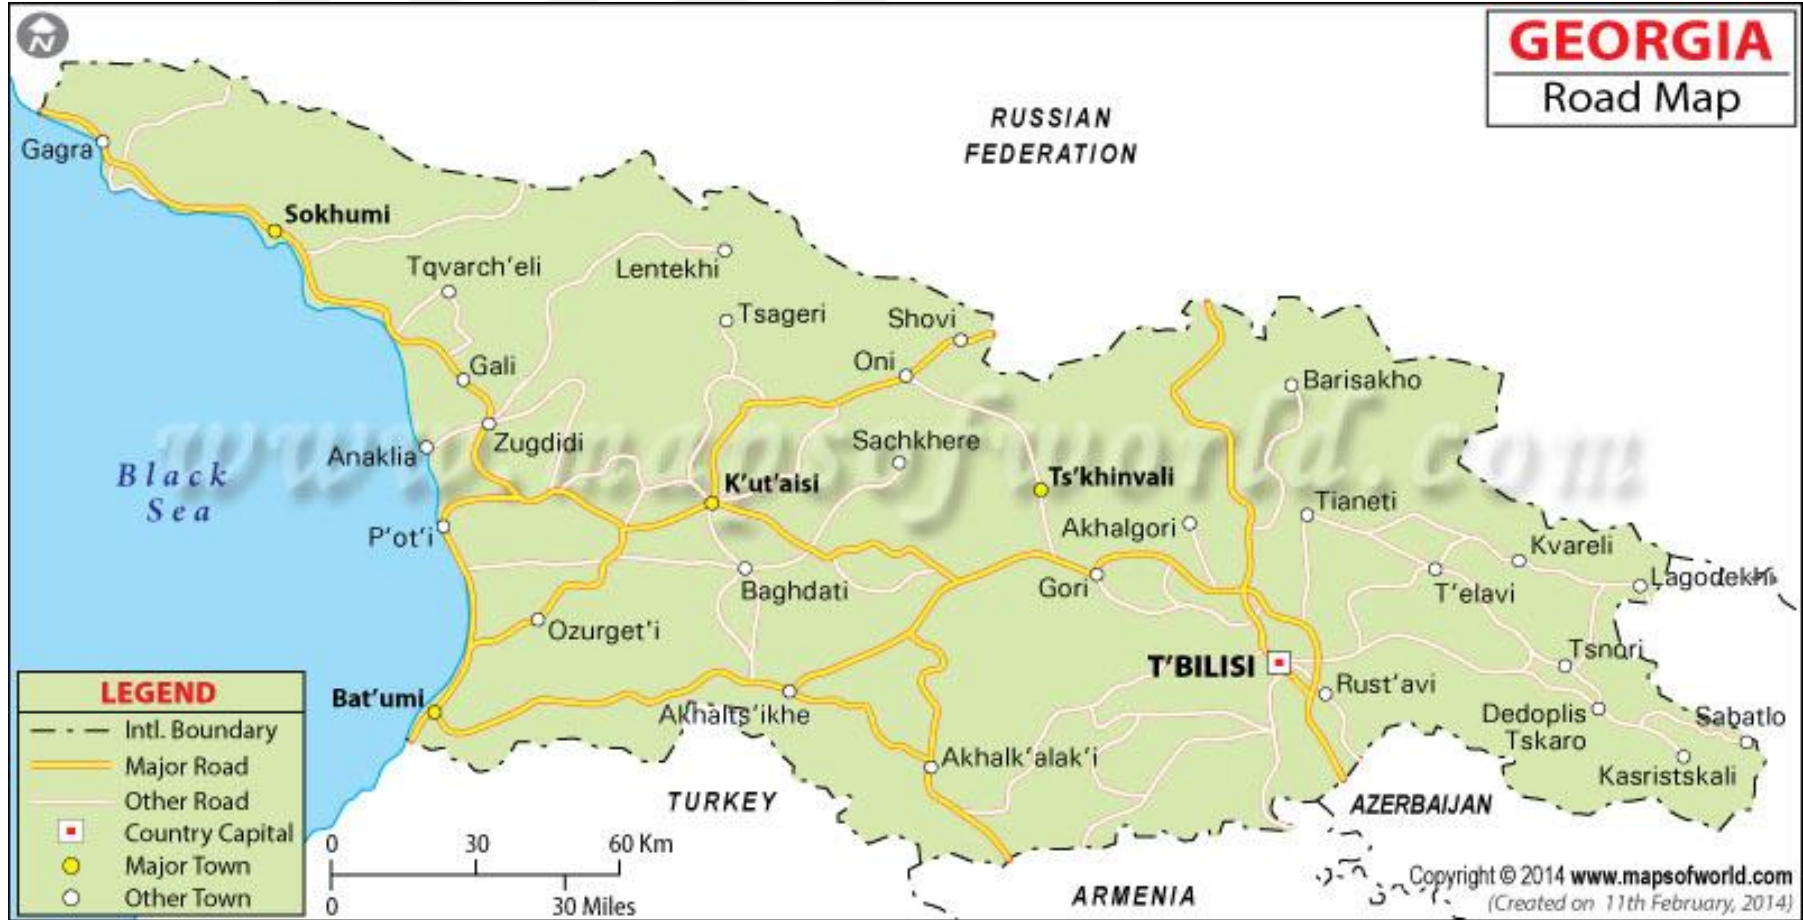 N
GEORGIA
Road Map
RUSSIAN
FEDERATION
Gagra
Sokhumi
Tqvarch'eli
Lentekhi
Tsageri
Shovi
Oni
Gali
Barisakho
www.mapsofworld.com
Zugdidi
Anaklia
Sachkhere
Black
Sea
K'ut'aisi
Ts'khinvali
Tianeti
P'ot'i
Akhalgori
Kvareli
Baghdati
Gori
T'elavi
Lagodekhi
Ozurget'i
T'BILISI
Tsnori
Rust'avi
Bat'umi
Akhalts'ikhe
Dedoplis
Tskaro
Sabatlo
Akhalk'alak'i
Kasristskali
TURKEY
AZERBAIJAN
ARMENIA
LEGEND
Intl. Boundary
Major Road
Other Road
Country Capital
Major Town
Other Town
0 30 60 Km
0 30 Miles
Copyright © 2014 www.mapsofworld.com
(Created on 11th February, 2014)